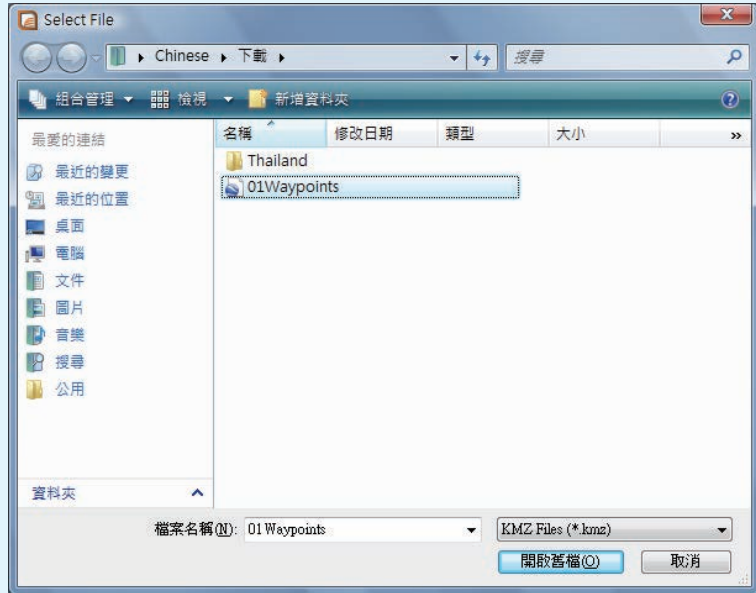 Select File
Chinese 下載
搜尋
組合管理 檢視 新增資料夾
最愛的連結
名稱 修改日期 類型 大小 »
Thailand
01Waypoints
最近的變更
最近的位置
桌面
電腦
文件
圖片
音樂
搜尋
公用
資料夾
檔案名稱(N): 01Waypoints KMZ Files (*.kmz)
開啟舊檔(O) 取消